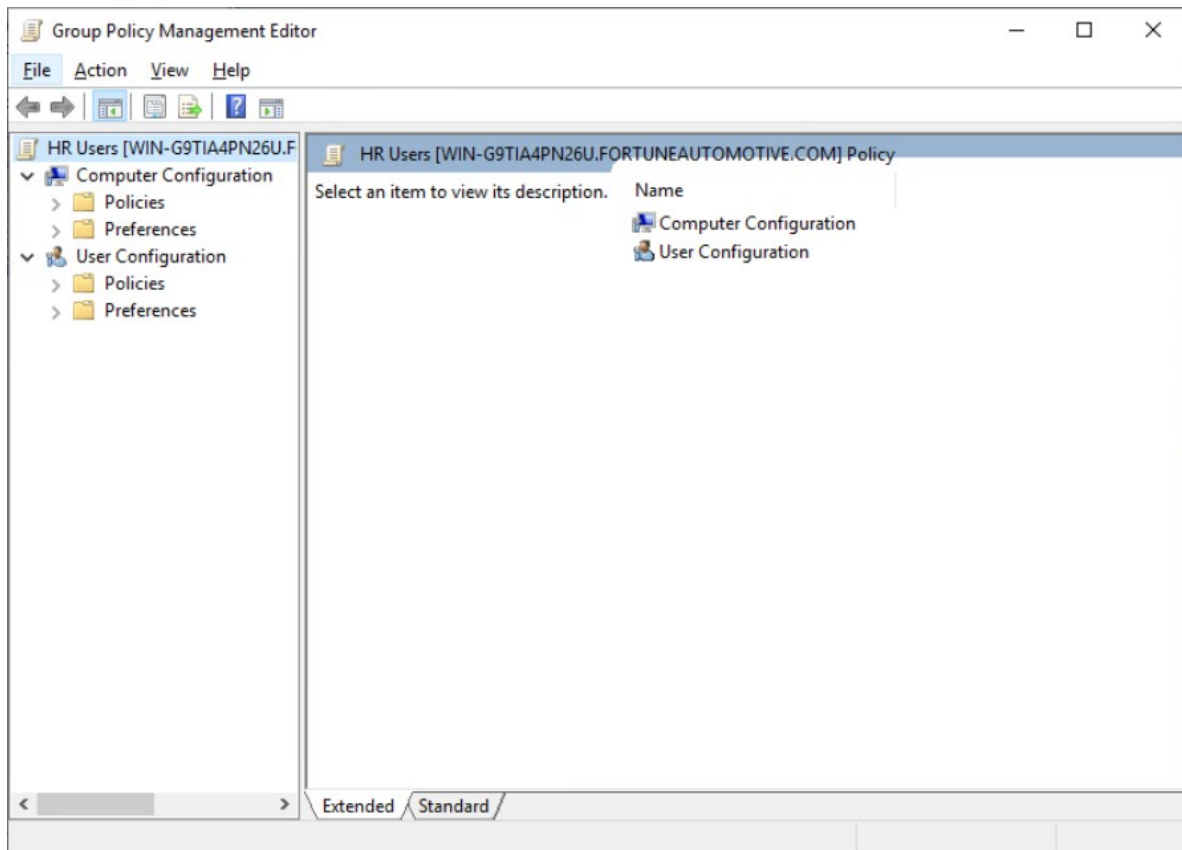 Group Policy Management Editor
File Action View Help
HR Users [WIN-G9TIA4PN26U.F
Computer Configuration
Policies
Preferences
User Configuration
Policies
Preferences
HR Users [WIN-G9TIA4PN26U.FORTUNEAUTOMOTIVE.COM] Policy
Select an item to view its description.
Name
Computer Configuration
User Configuration
Extended Standard